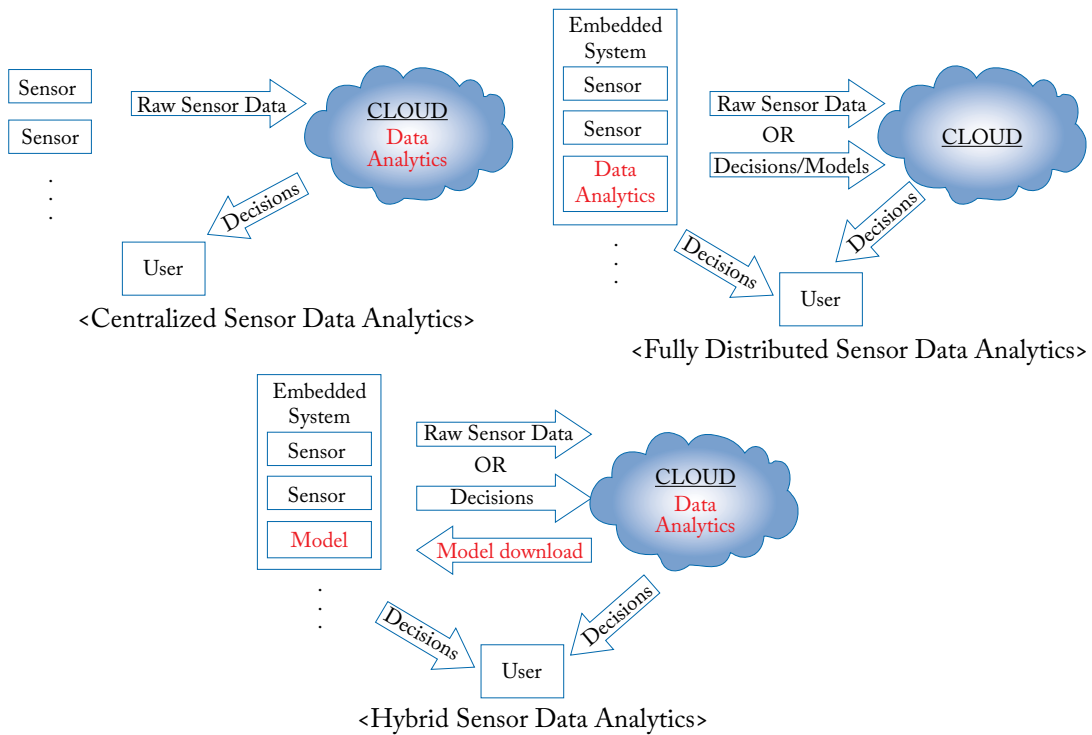 Sensor
Sensor
.
.
.
Raw Sensor Data
CLOUD
Data
Analytics
Decisions
User
<Centralized Sensor Data Analytics>
Embedded
System
Sensor
Sensor
Data
Analytics
.
.
.
Raw Sensor Data
OR
Decisions/Models
CLOUD
Decisions
Decisions
User
<Fully Distributed Sensor Data Analytics>
Embedded
System
Sensor
Sensor
Model
.
.
.
Raw Sensor Data
OR
Decisions
Model download
CLOUD
Data
Analytics
Decisions
Decisions
User
<Hybrid Sensor Data Analytics>